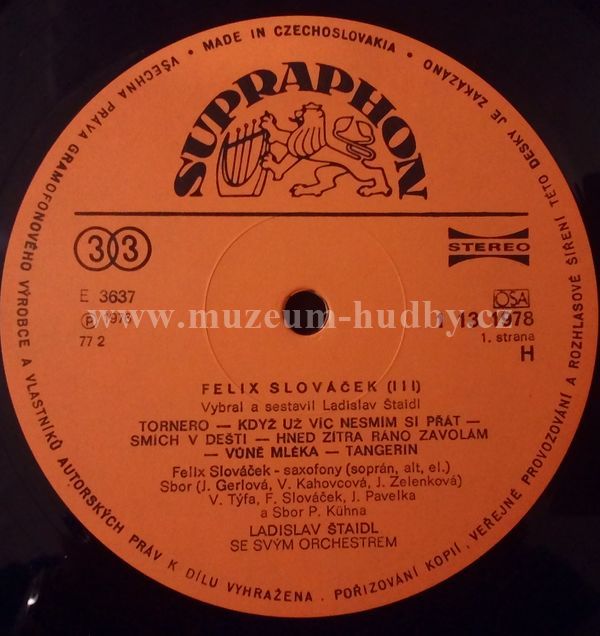 VŠECHNA PRÁVA GRAMOFONOVÉHO VÝROBCE A VLASTNÍKŮ AUTORSKÝCH PRÁV K DÍLU VYHRAŽENA . POŘIZOVÁNÍ KOPIÍ, VEŘEJNÉ PROVOZOVÁNÍ A ROZHLASOVÉ ŠÍŘENÍ TÉTO DESKY JE ZAKÁZÁNO • MADE IN CZECHOSLOVAKIA •
SUPRAPHON
33
STEREO
E 3637
Ⓟ 1973
77 2
OSA
1 13 1978
1. strana
H
www.muzeum-hudby.cz
FELIX SLOVÁČEK (III)
Vybral a sestavil Ladislav Štaidl
TORNERO — KDYŽ UŽ VÍC NESMÍM SI PŘÁT —
SMÍCH V DEŠTI — HNED ZÍTRA RÁNO ZAVOLÁM
— VŮNĚ MLÉKA — TANGERIN
Felix Slováček - saxofony (soprán, alt, el.)
Sbor (J. Gerlová, V. Kahovcová, J. Zelenková)
V. Týfa, F. Slováček, J. Pavelka
a Sbor P. Kühna
LADISLAV ŠTAIDL
SE SVÝM ORCHESTREM